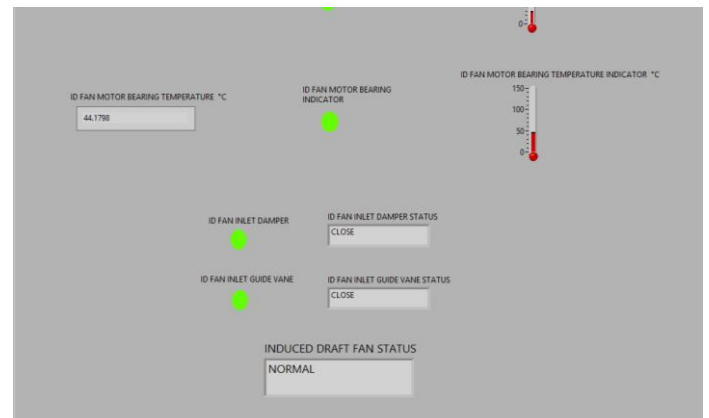 0-
ID FAN MOTOR BEARING TEMPERATURE INDICATOR °C
ID FAN MOTOR BEARING
INDICATOR
ID FAN MOTOR BEARING TEMPERATURE °C
44.1798
150-
100-
50-
0-
ID FAN INLET DAMPER
ID FAN INLET DAMPER STATUS
CLOSE
ID FAN INLET GUIDE VANE
ID FAN INLET GUIDE VANE STATUS
CLOSE
INDUCED DRAFT FAN STATUS
NORMAL